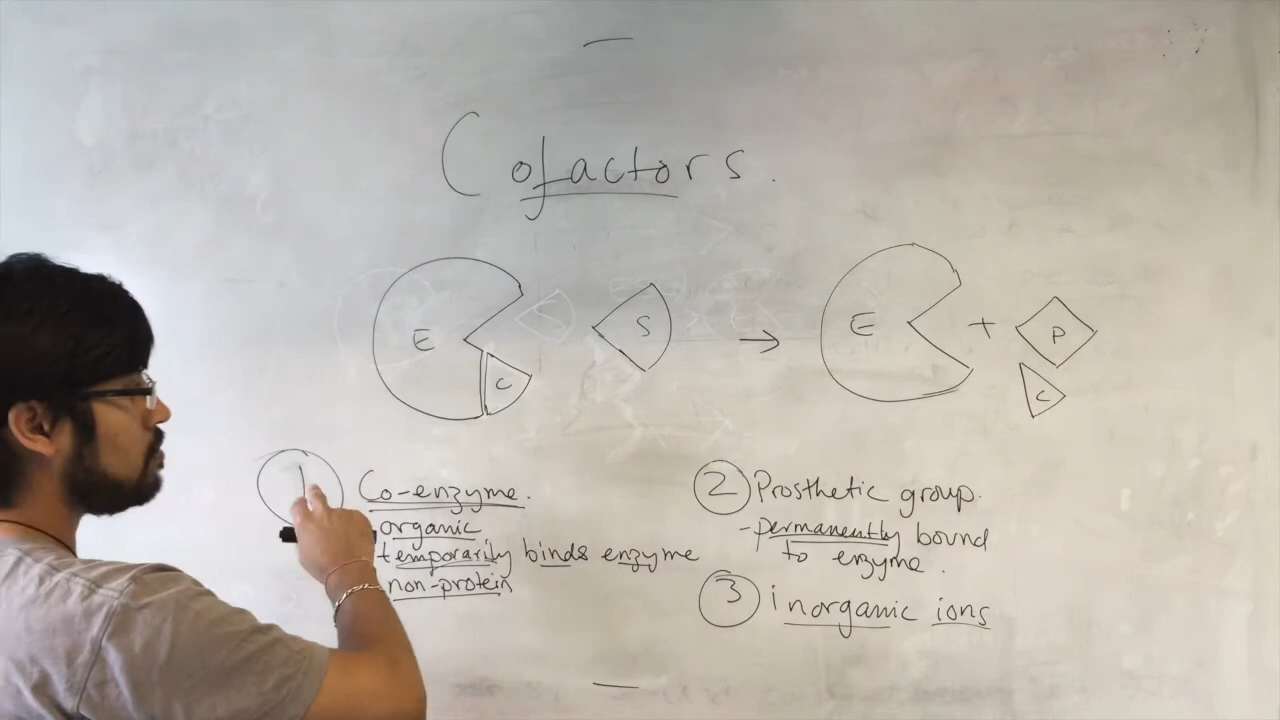 Cofactors.
E C S → E + P C
1 Co-enzyme.
organic
temporarily binds enzyme
non-protein
2 Prosthetic group.
- permanently bound
to enzyme.
3 inorganic ions